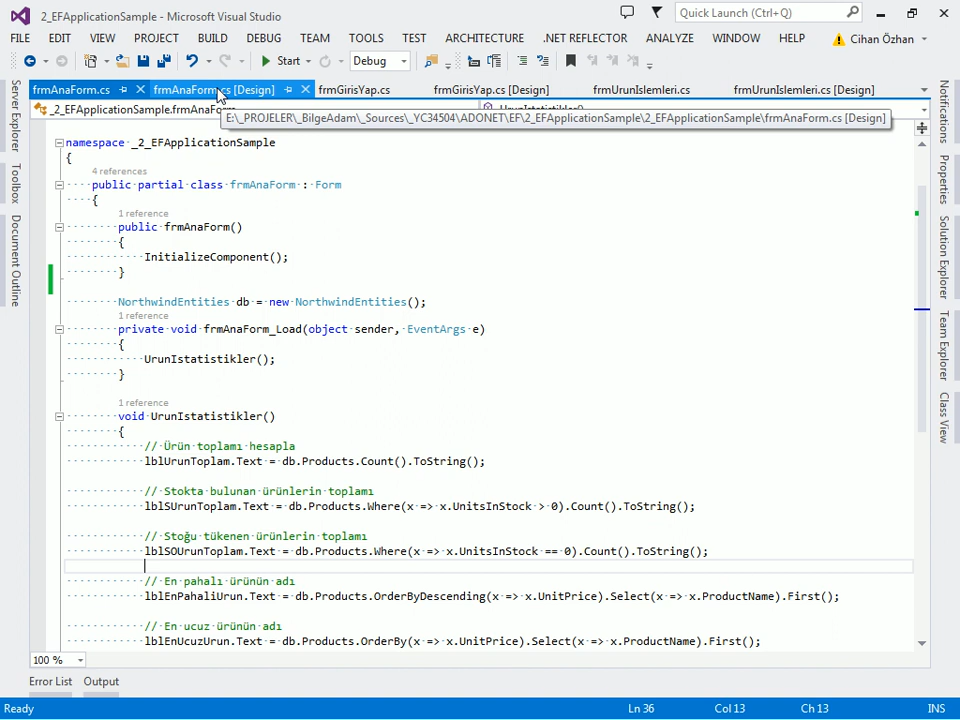 2_EFApplicationSample - Microsoft Visual Studio
Quick Launch (Ctrl+Q)
FILE EDIT VIEW PROJECT BUILD DEBUG TEAM TOOLS TEST ARCHITECTURE .NET REFLECTOR ANALYZE WINDOW HELP Cihan Özhan
Start Debug
frmAnaForm.cs frmAnaForm.cs [Design] frmGirisYap.cs frmGirisYap.cs [Design] frmUrunIslemleri.cs frmUrunIslemleri.cs [Design]
_2_EFApplicationSample.frmAnaForm UrunIstatistikler()
E:\_PROJELER\_BilgeAdam\_Sources\_YC34504\ADONET\EF\2_EFApplicationSample\2_EFApplicationSample\frmAnaForm.cs [Design]
Server Explorer
Toolbox
Document Outline
namespace _2_EFApplicationSample
{
4 references
public partial class frmAnaForm : Form
{
1 reference
public frmAnaForm()
{
InitializeComponent();
}
NorthwindEntities db = new NorthwindEntities();
1 reference
private void frmAnaForm_Load(object sender, EventArgs e)
{
UrunIstatistikler();
}
1 reference
void UrunIstatistikler()
{
// Ürün toplamı hesapla
lblUrunToplam.Text = db.Products.Count().ToString();
// Stokta bulunan ürünlerin toplamı
lblSUrunToplam.Text = db.Products.Where(x => x.UnitsInStock > 0).Count().ToString();
// Stoğu tükenen ürünlerin toplamı
lblSOUrunToplam.Text = db.Products.Where(x => x.UnitsInStock == 0).Count().ToString();
// En pahalı ürünün adı
lblEnPahaliUrun.Text = db.Products.OrderByDescending(x => x.UnitPrice).Select(x => x.ProductName).First();
// En ucuz ürünün adı
lblEnUcuzUrun.Text = db.Products.OrderBy(x => x.UnitPrice).Select(x => x.ProductName).First();
Notifications
Properties
Solution Explorer
Team Explorer
Class View
100 %
Error List Output
Ready Ln 36 Col 13 Ch 13 INS